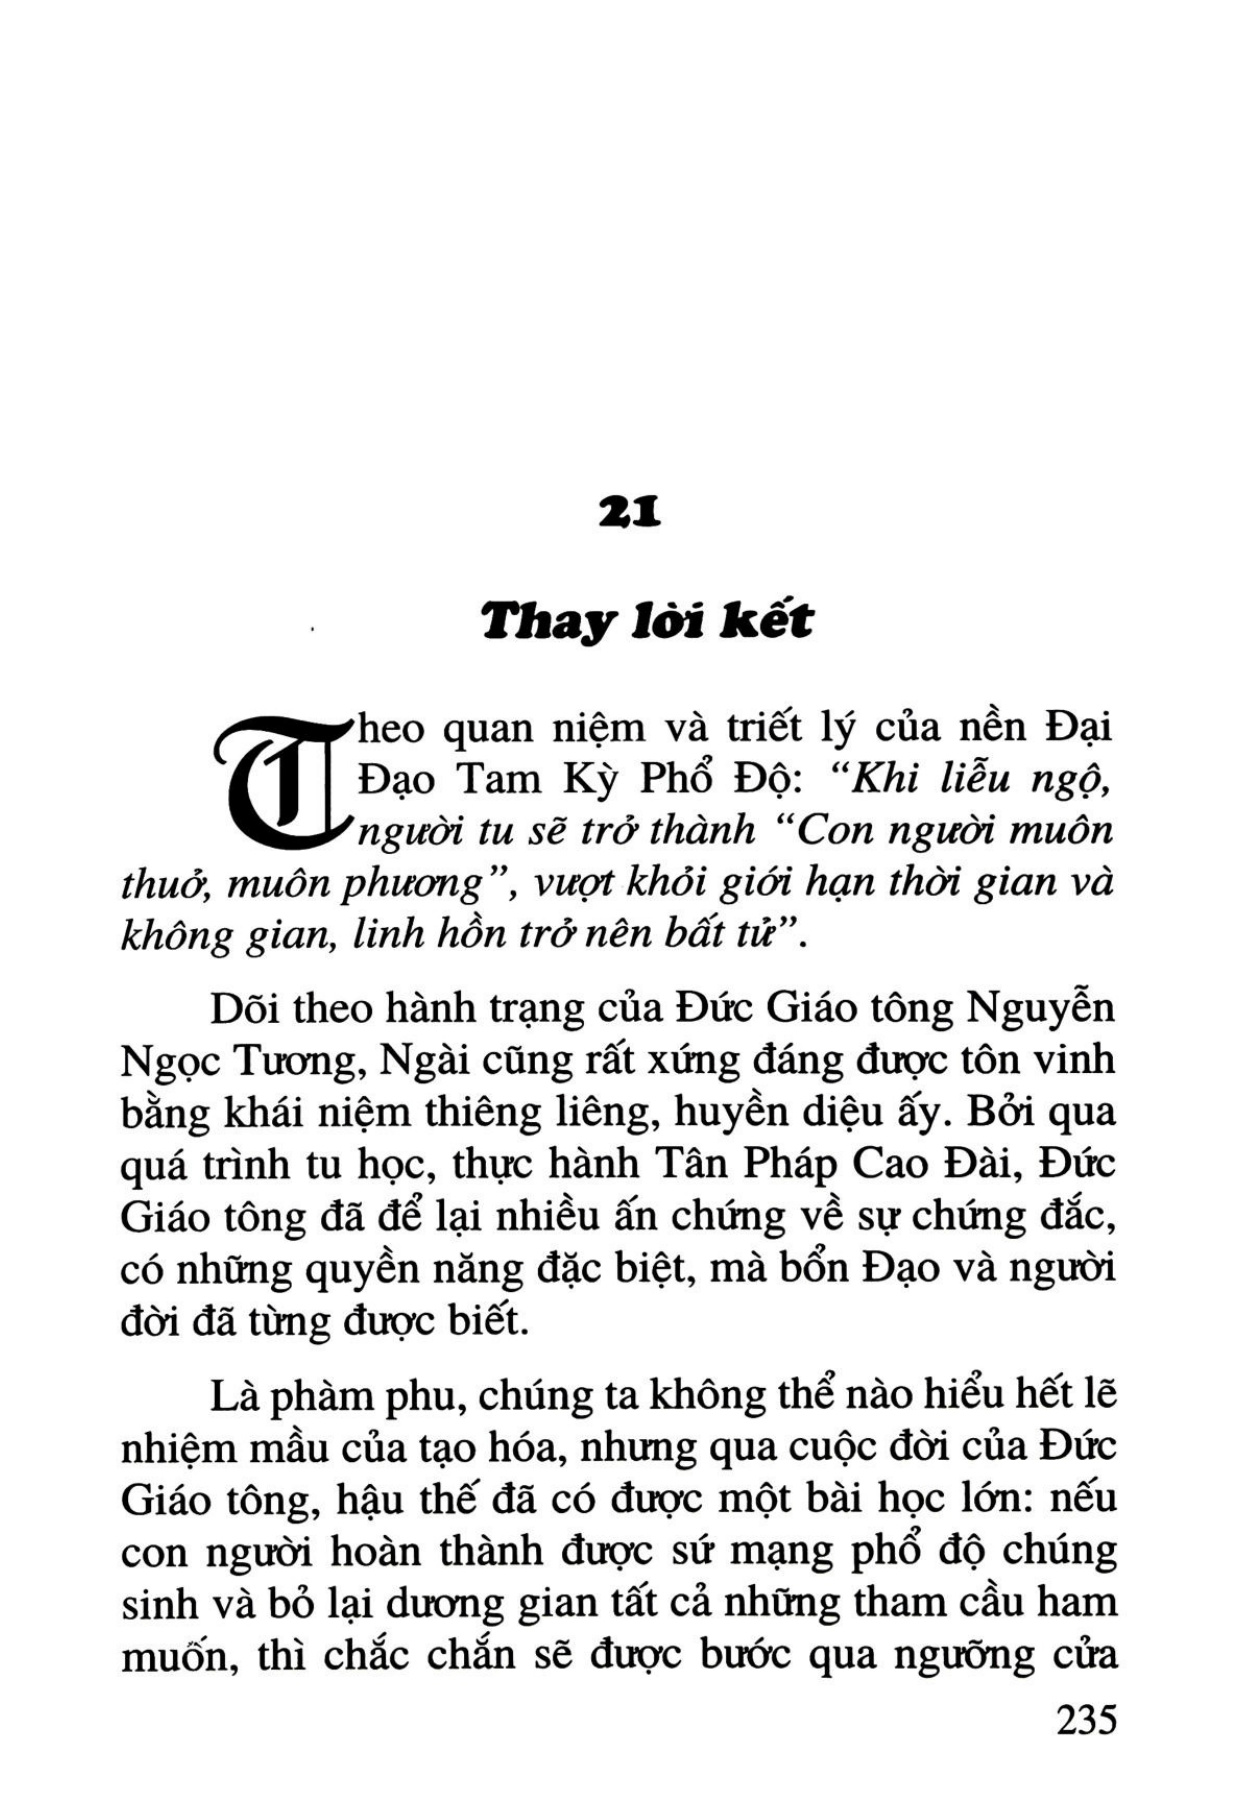 21
Thay lời kết
Theo quan niệm và triết lý của nền Đại
Đạo Tam Kỳ Phổ Độ: “Khi liễu ngộ,
người tu sẽ trở thành “Con người muôn
thuở, muôn phương”, vượt khỏi giới hạn thời gian và
không gian, linh hồn trở nên bất tử”.
Dõi theo hành trạng của Đức Giáo tông Nguyễn
Ngọc Tương, Ngài cũng rất xứng đáng được tôn vinh
bằng khái niệm thiêng liêng, huyền diệu ấy. Bởi qua
quá trình tu học, thực hành Tân Pháp Cao Đài, Đức
Giáo tông đã để lại nhiều ấn chứng về sự chứng đắc,
có những quyền năng đặc biệt, mà bổn Đạo và người
đời đã từng được biết.
Là phàm phu, chúng ta không thể nào hiểu hết lẽ
nhiệm mầu của tạo hóa, nhưng qua cuộc đời của Đức
Giáo tông, hậu thế đã có được một bài học lớn: nếu
con người hoàn thành được sứ mạng phổ độ chúng
sinh và bỏ lại dương gian tất cả những tham cầu ham
muốn, thì chắc chắn sẽ được bước qua ngưỡng cửa
235